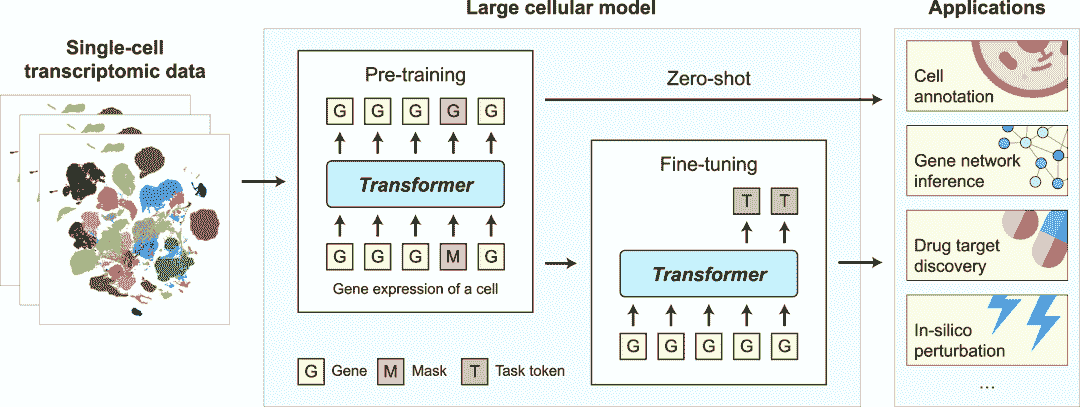 Large cellular model
Applications
Single-cell
transcriptomic data
Pre-training
G G G G G
Transformer
G G G M G
Gene expression of a cell
Zero-shot
Fine-tuning
T T
Transformer
G G G G G
G Gene M Mask T Task token
Cell
annotation
Gene network
inference
Drug target
discovery
In-silico
perturbation
...